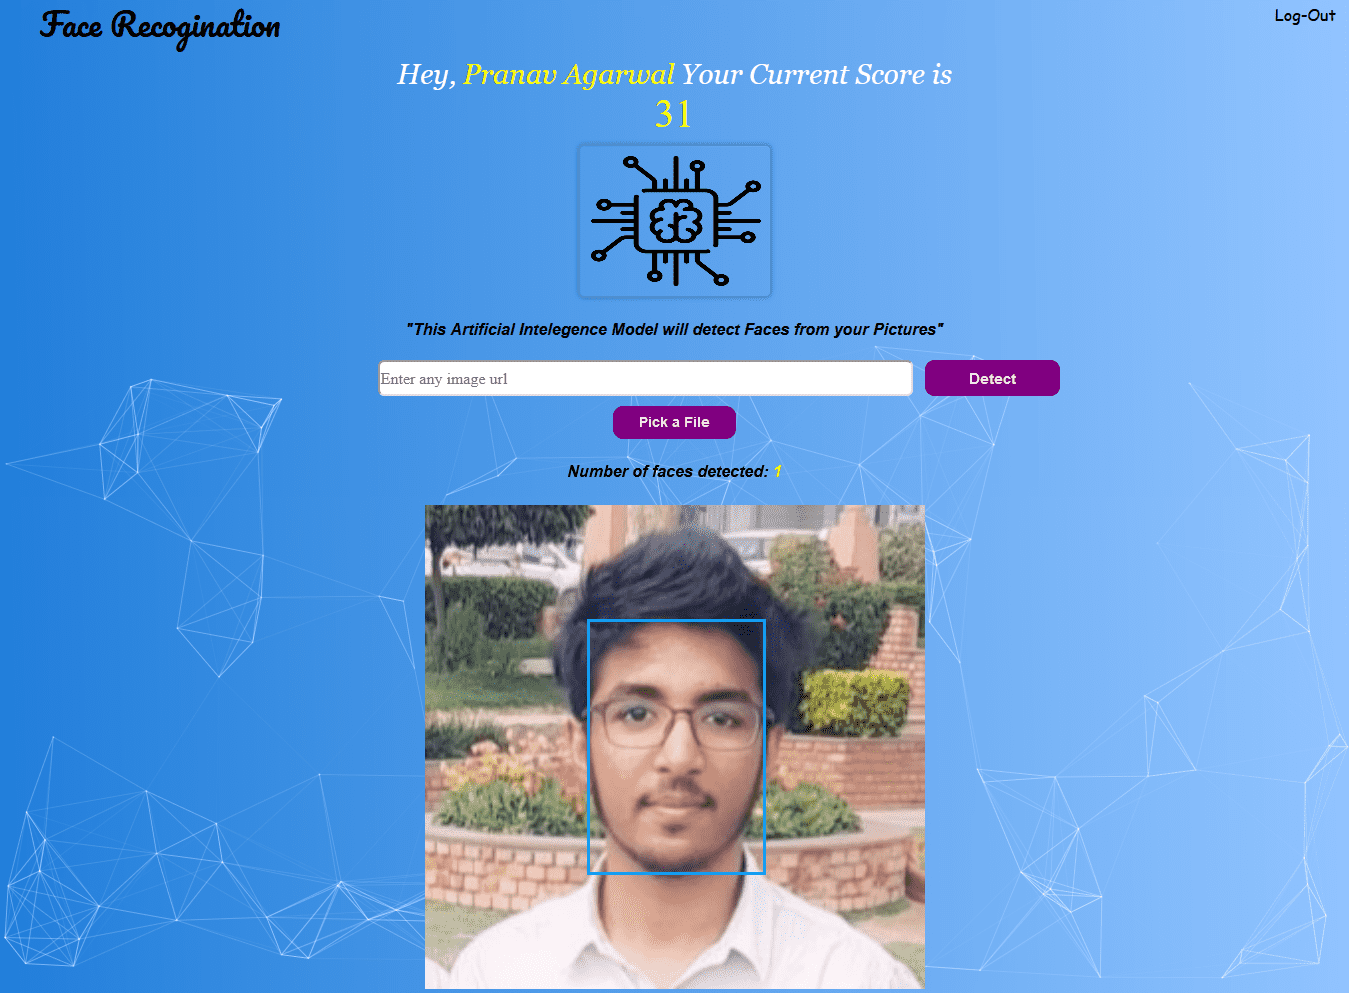 Face Recogination
Log-Out
Hey, Pranav Agarwal Your Current Score is
31
"This Artificial Intelegence Model will detect Faces from your Pictures"
Enter any image url
Detect
Pick a File
Number of faces detected: 1